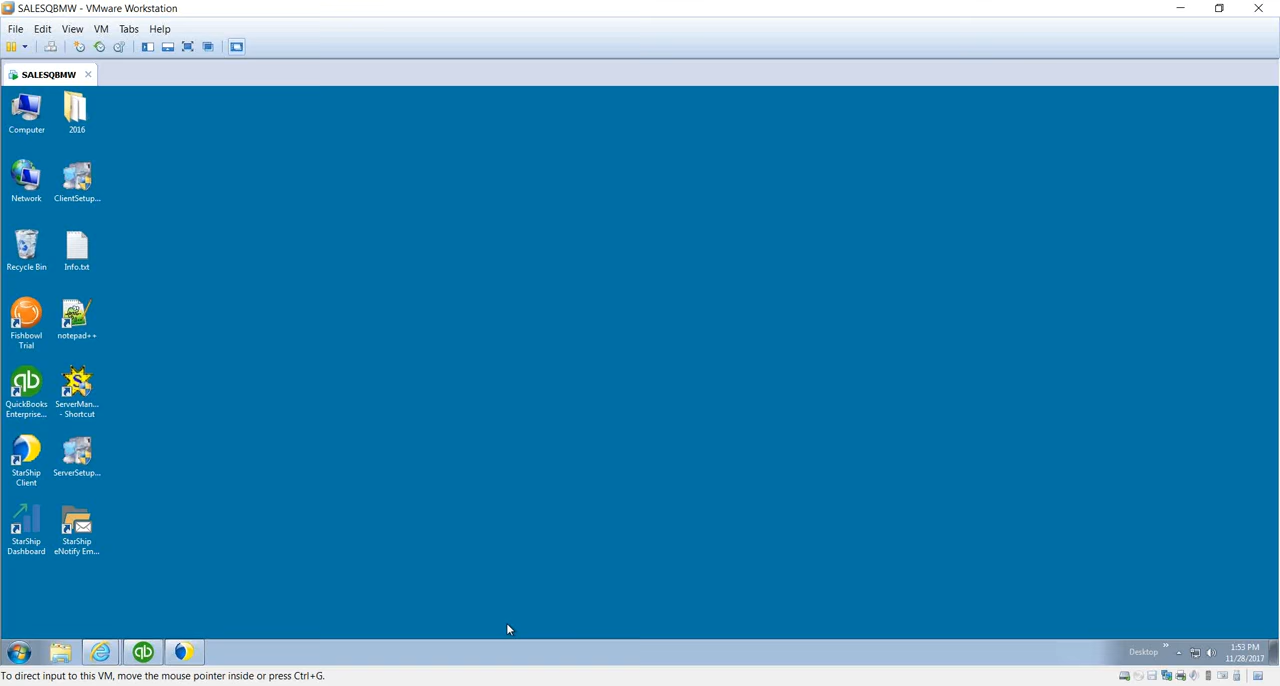 SALESQBMW - VMware Workstation
File Edit View VM Tabs Help
SALESQBMW
Computer
2016
Network
ClientSetup...
Recycle Bin
Info.txt
Fishbowl
Trial
notepad++
qb
QuickBooks
Enterprise...
S
ServerMan...
- Shortcut
StarShip
Client
ServerSetup...
StarShip
Dashboard
StarShip
eNotify Em...
qb
Desktop
1:53 PM
11/28/2017
To direct input to this VM, move the mouse pointer inside or press Ctrl+G.